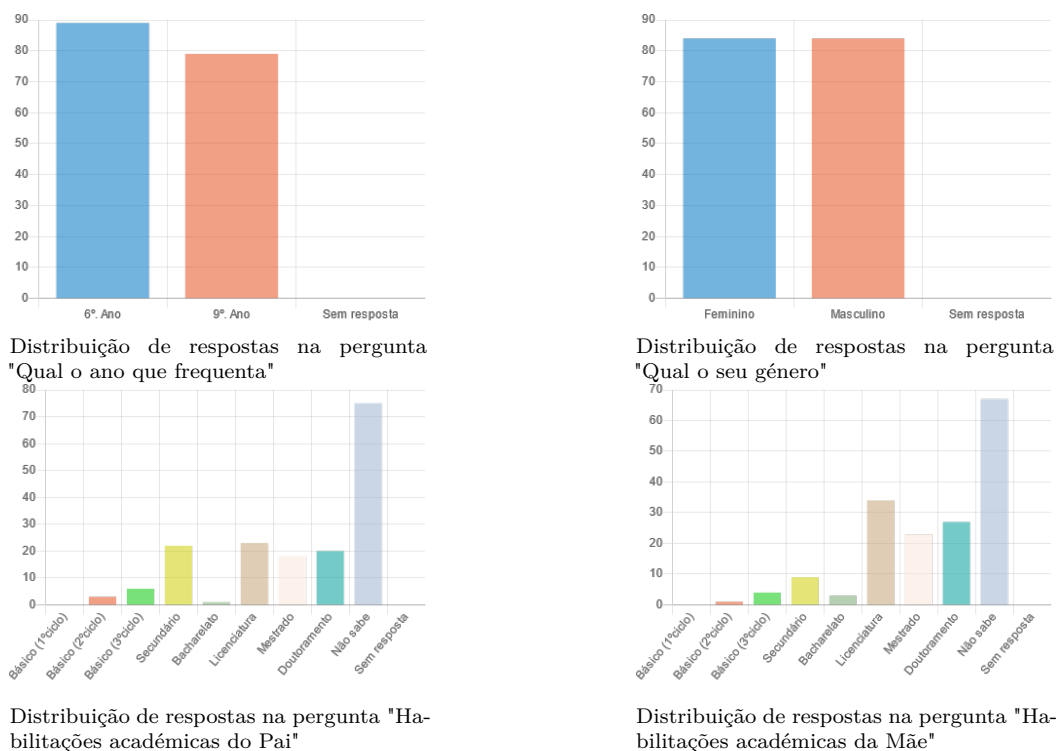 90
80
70
60
50
40
30
20
10
0
6º. Ano 9º. Ano Sem resposta
Distribuição de respostas na pergunta
"Qual o ano que frequenta"
90
80
70
60
50
40
30
20
10
0
Feminino Masculino Sem resposta
Distribuição de respostas na pergunta
"Qual o seu género"
80
70
60
50
40
30
20
10
0
Básico (1ºciclo)
Básico (2ºciclo)
Básico (3ºciclo)
Secundário
Bacharelato
Licenciatura
Mestrado
Doutoramento
Não sabe
Sem resposta
Distribuição de respostas na pergunta "Ha-
bilitações académicas do Pai"
70
60
50
40
30
20
10
0
Básico (1ºciclo)
Básico (2ºciclo)
Básico (3ºciclo)
Secundário
Bacharelato
Licenciatura
Mestrado
Doutoramento
Não sabe
Sem resposta
Distribuição de respostas na pergunta "Ha-
bilitações académicas da Mãe"